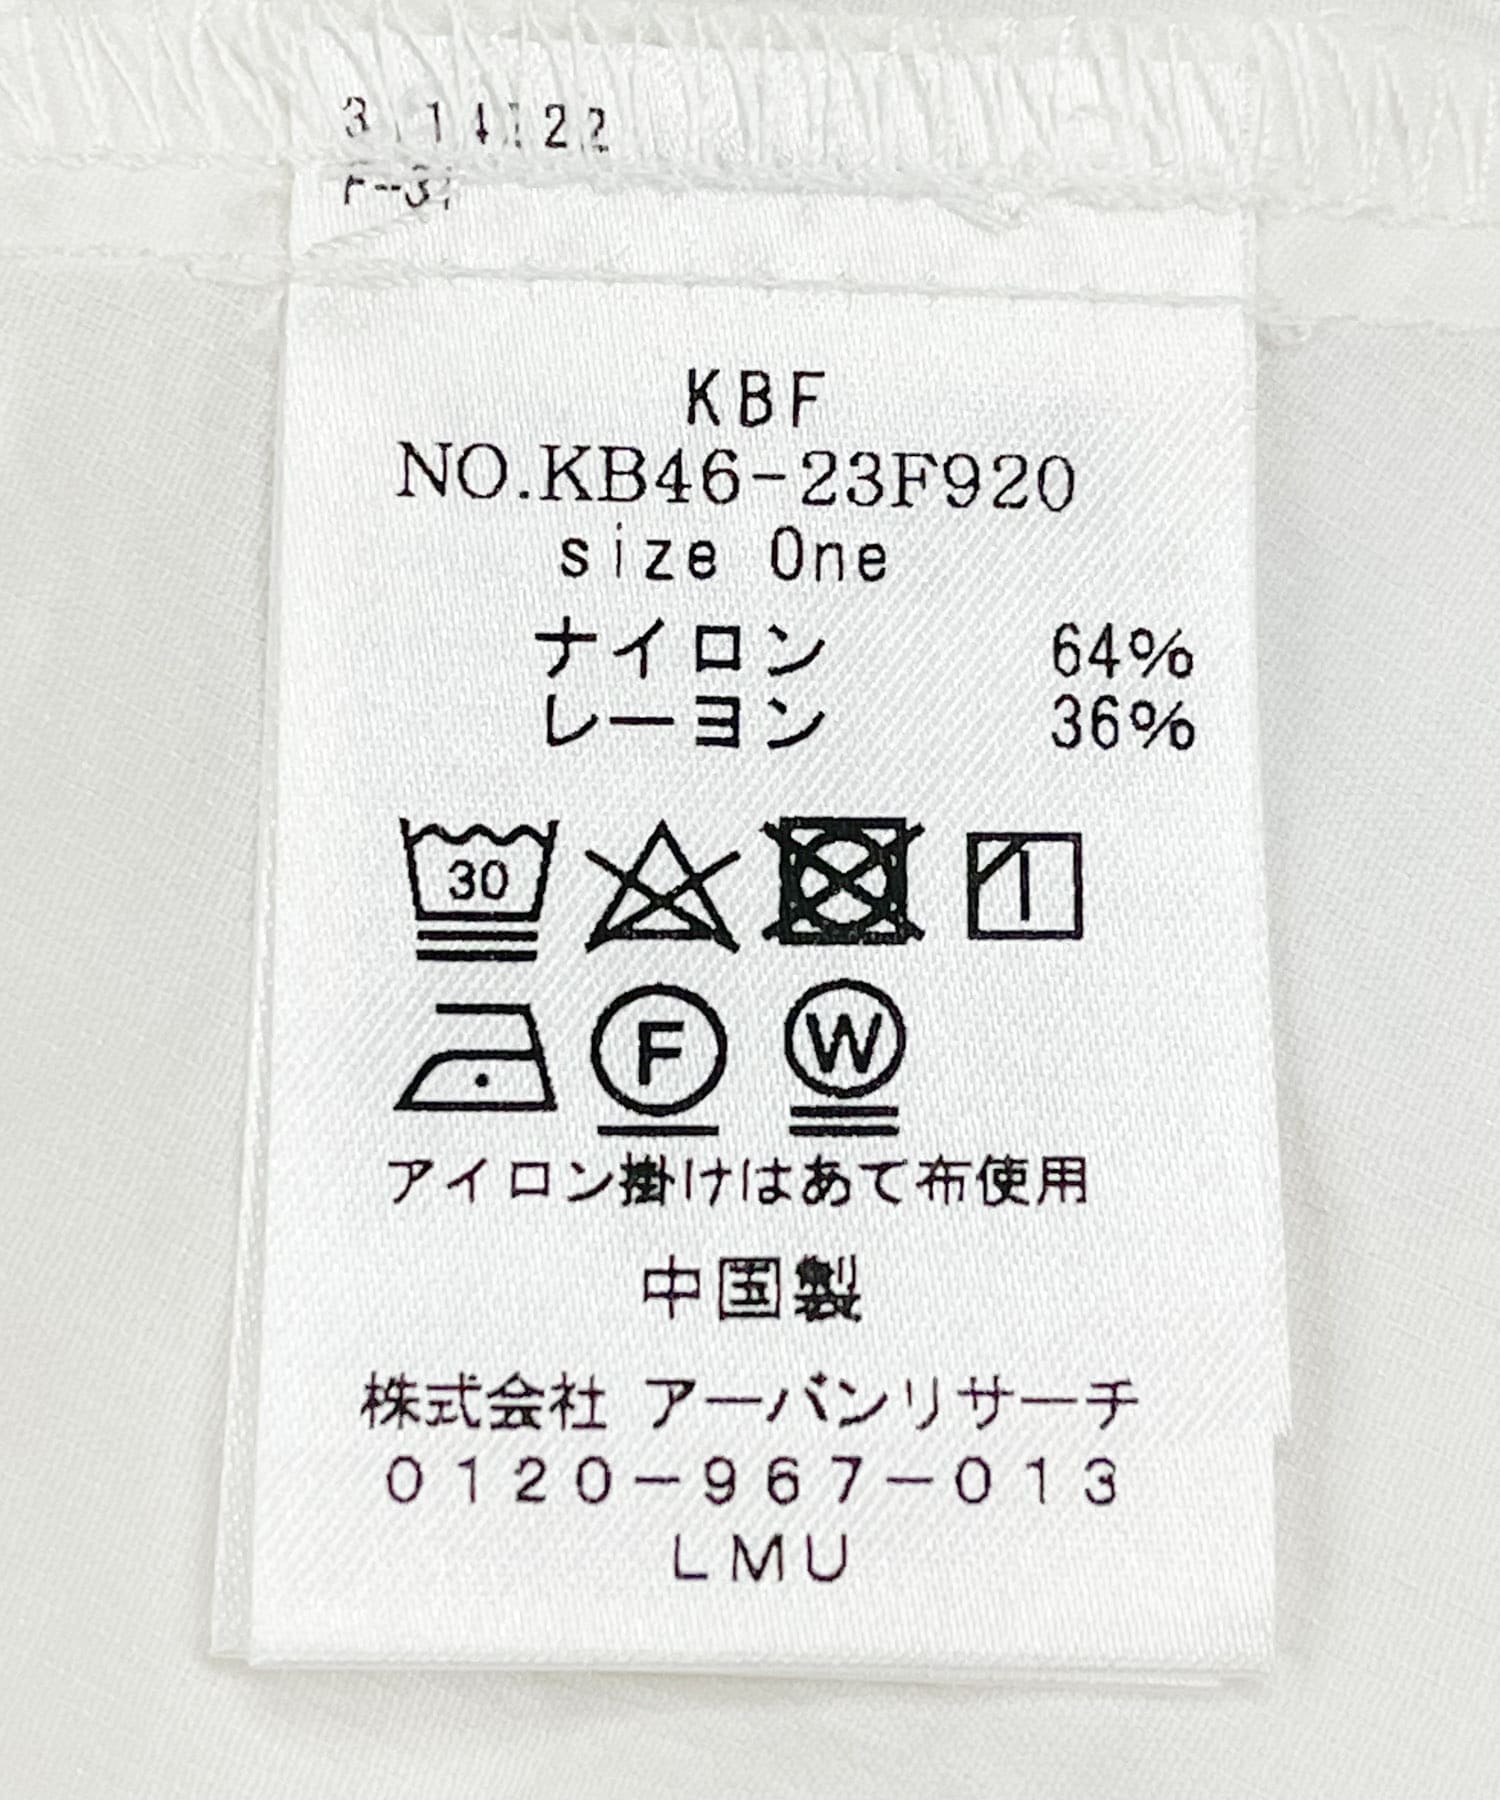 KBF
NO.KB46-23F920
size One
ナイロン 64%
レーヨン 36%
30
F W
アイロン掛けはあて布使用
中国製
株式会社 アーバンリサーチ
0120-967-013
LMU